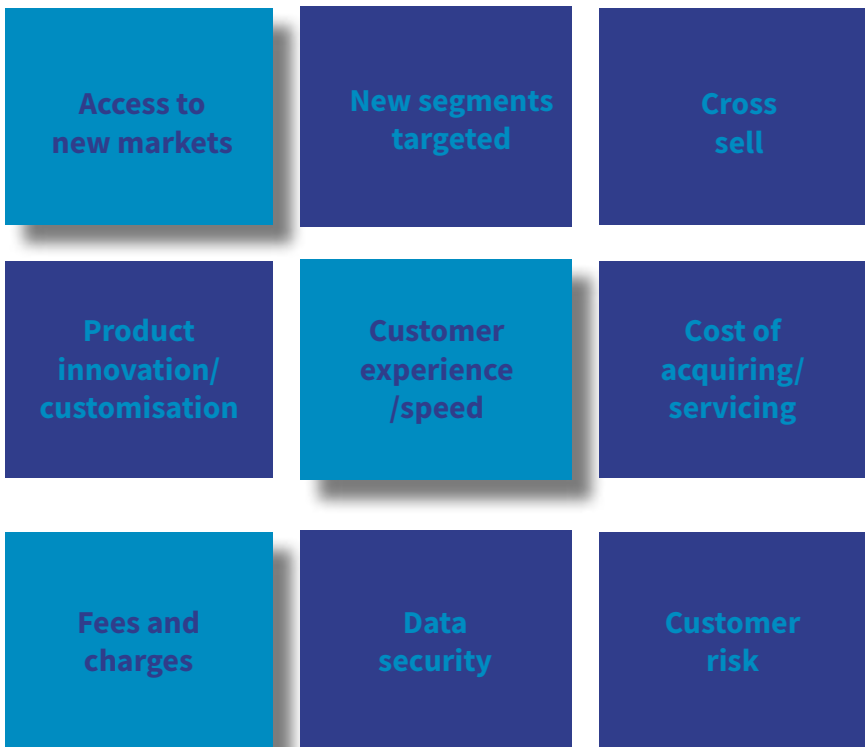 Access to
new markets
New segments
targeted
Cross
sell
Product
innovation/
customisation
Customer
experience
/speed
Cost of
acquiring/
servicing
Fees and
charges
Data
security
Customer
risk